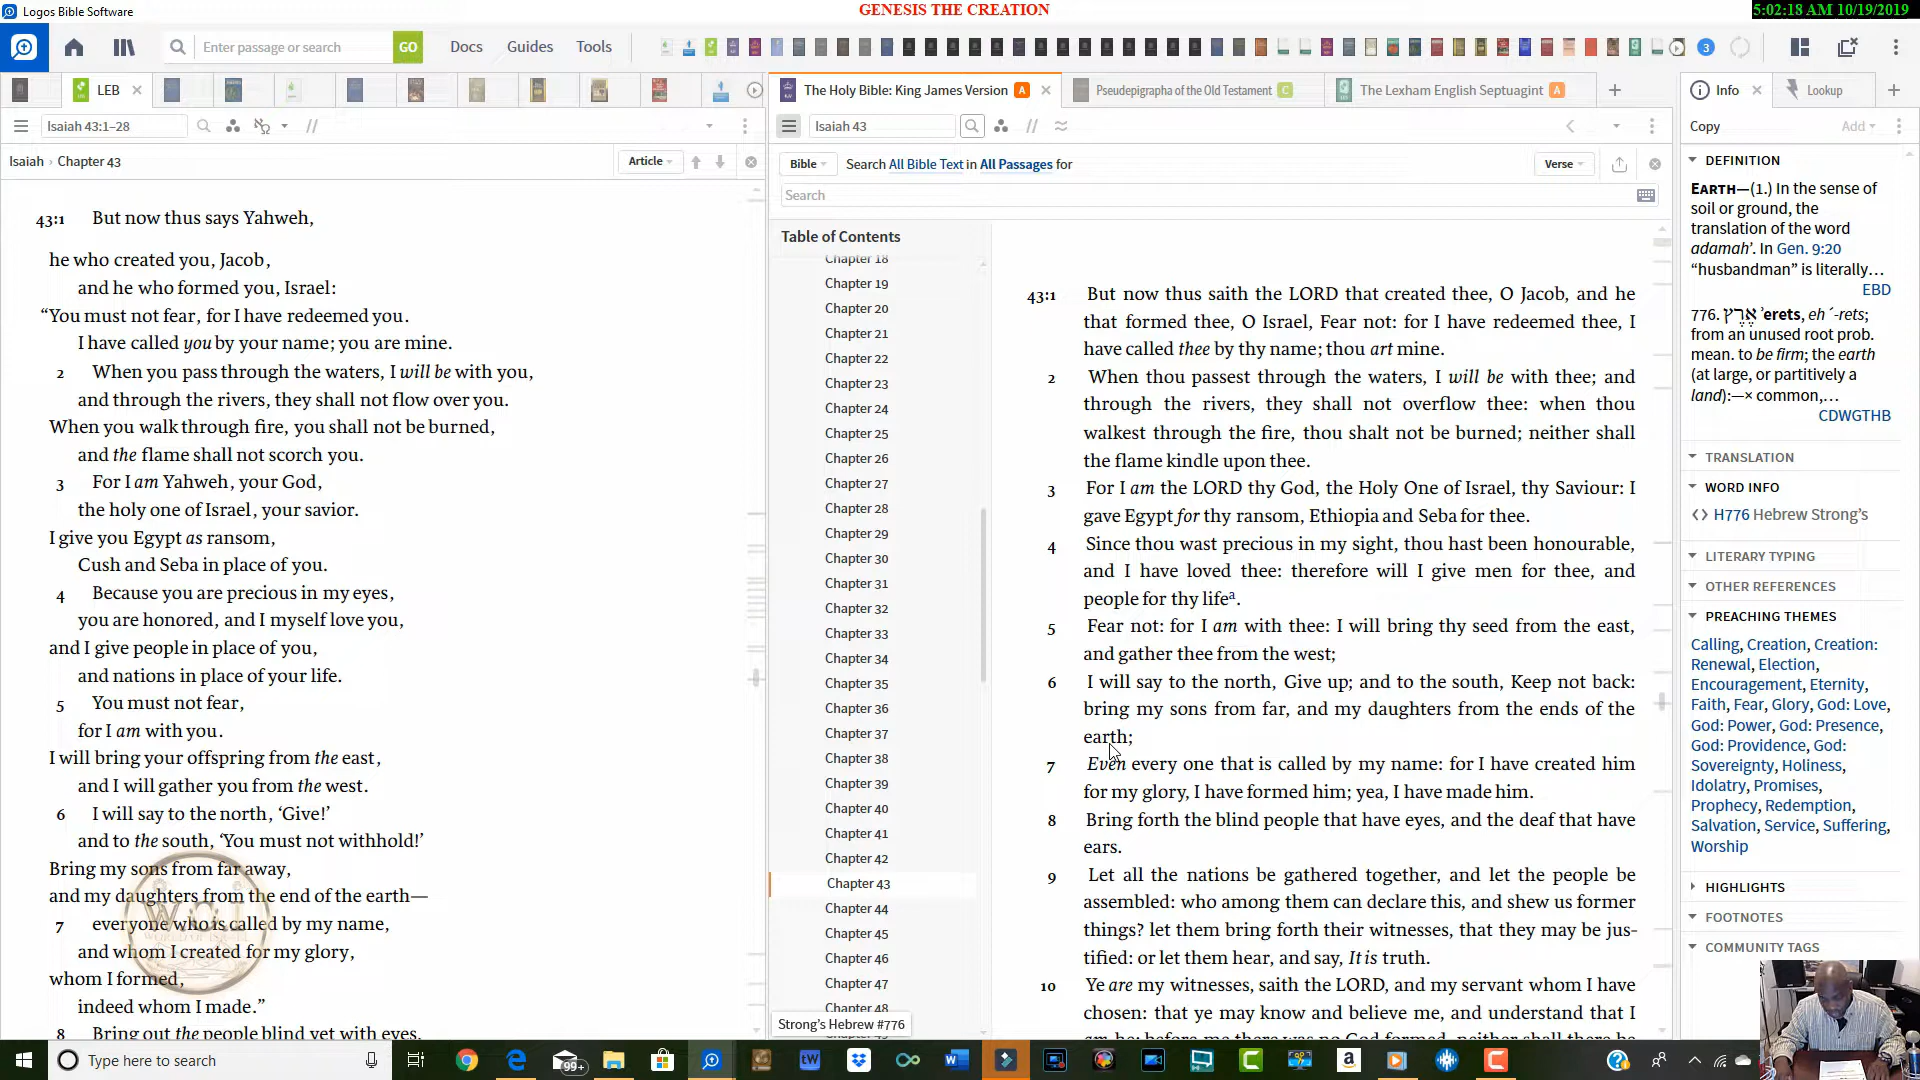 Logos Bible Software
GENESIS THE CREATION
5:02:18 AM 10/19/2019
Enter passage or search
GO
Docs
Guides
Tools
3
LEB
The Holy Bible: King James Version A
Pseudepigrapha of the Old Testament C
The Lexham English Septuagint A
Info
Lookup
Isaiah 43:1–28
Isaiah 43
Copy
Add
Isaiah › Chapter 43
Article
43:1 But now thus says Yahweh,
he who created you, Jacob,
and he who formed you, Israel:
“You must not fear, for I have redeemed you.
I have called you by your name; you are mine.
2 When you pass through the waters, I will be with you,
and through the rivers, they shall not flow over you.
When you walk through fire, you shall not be burned,
and the flame shall not scorch you.
3 For I am Yahweh, your God,
the holy one of Israel, your savior.
I give you Egypt as ransom,
Cush and Seba in place of you.
4 Because you are precious in my eyes,
you are honored, and I myself love you,
and I give people in place of you,
and nations in place of your life.
5 You must not fear,
for I am with you.
I will bring your offspring from the east,
and I will gather you from the west.
6 I will say to the north, ‘Give!’
and to the south, ‘You must not withhold!’
Bring my sons from far away,
and my daughters from the end of the earth—
7 everyone who is called by my name,
and whom I created for my glory,
whom I formed,
indeed whom I made.”
8 Bring out the people blind yet with eyes,
W.O.I
WORLD OF ISRAEL
Bible
Search All Bible Text in All Passages for
Verse
Search
Table of Contents
Chapter 18
Chapter 19
Chapter 20
Chapter 21
Chapter 22
Chapter 23
Chapter 24
Chapter 25
Chapter 26
Chapter 27
Chapter 28
Chapter 29
Chapter 30
Chapter 31
Chapter 32
Chapter 33
Chapter 34
Chapter 35
Chapter 36
Chapter 37
Chapter 38
Chapter 39
Chapter 40
Chapter 41
Chapter 42
Chapter 43
Chapter 44
Chapter 45
Chapter 46
Chapter 47
Chapter 48
Strong's Hebrew #776
43:1 But now thus saith the LORD that created thee, O Jacob, and he
that formed thee, O Israel, Fear not: for I have redeemed thee, I
have called thee by thy name; thou art mine.
2 When thou passest through the waters, I will be with thee; and
through the rivers, they shall not overflow thee: when thou
walkest through the fire, thou shalt not be burned; neither shall
the flame kindle upon thee.
3 For I am the LORD thy God, the Holy One of Israel, thy Saviour: I
gave Egypt for thy ransom, Ethiopia and Seba for thee.
4 Since thou wast precious in my sight, thou hast been honourable,
and I have loved thee: therefore will I give men for thee, and
people for thy lifeᵃ.
5 Fear not: for I am with thee: I will bring thy seed from the east,
and gather thee from the west;
6 I will say to the north, Give up; and to the south, Keep not back:
bring my sons from far, and my daughters from the ends of the
earth;
7 Even every one that is called by my name: for I have created him
for my glory, I have formed him; yea, I have made him.
8 Bring forth the blind people that have eyes, and the deaf that have
ears.
9 Let all the nations be gathered together, and let the people be
assembled: who among them can declare this, and shew us former
things? let them bring forth their witnesses, that they may be jus-
tified: or let them hear, and say, It is truth.
10 Ye are my witnesses, saith the LORD, and my servant whom I have
chosen: that ye may know and believe me, and understand that I
am he: before me there was no God formed, neither shall there be
DEFINITION
EARTH—(1.) In the sense of
soil or ground, the
translation of the word
adamah’. In Gen. 9:20
“husbandman” is literally…
EBD
776. אֶרֶץ ʾerets, eh´-rets;
from an unused root prob.
mean. to be firm; the earth
(at large, or partitively a
land):—× common,…
CDWGTHB
TRANSLATION
WORD INFO
<> H776 Hebrew Strong’s
LITERARY TYPING
OTHER REFERENCES
PREACHING THEMES
Calling, Creation, Creation:
Renewal, Election,
Encouragement, Eternity,
Faith, Fear, Glory, God: Love,
God: Power, God: Presence,
God: Providence, God:
Sovereignty, Holiness,
Idolatry, Promises,
Prophecy, Redemption,
Salvation, Service, Suffering,
Worship
HIGHLIGHTS
FOOTNOTES
COMMUNITY TAGS
Type here to search
99+
tW